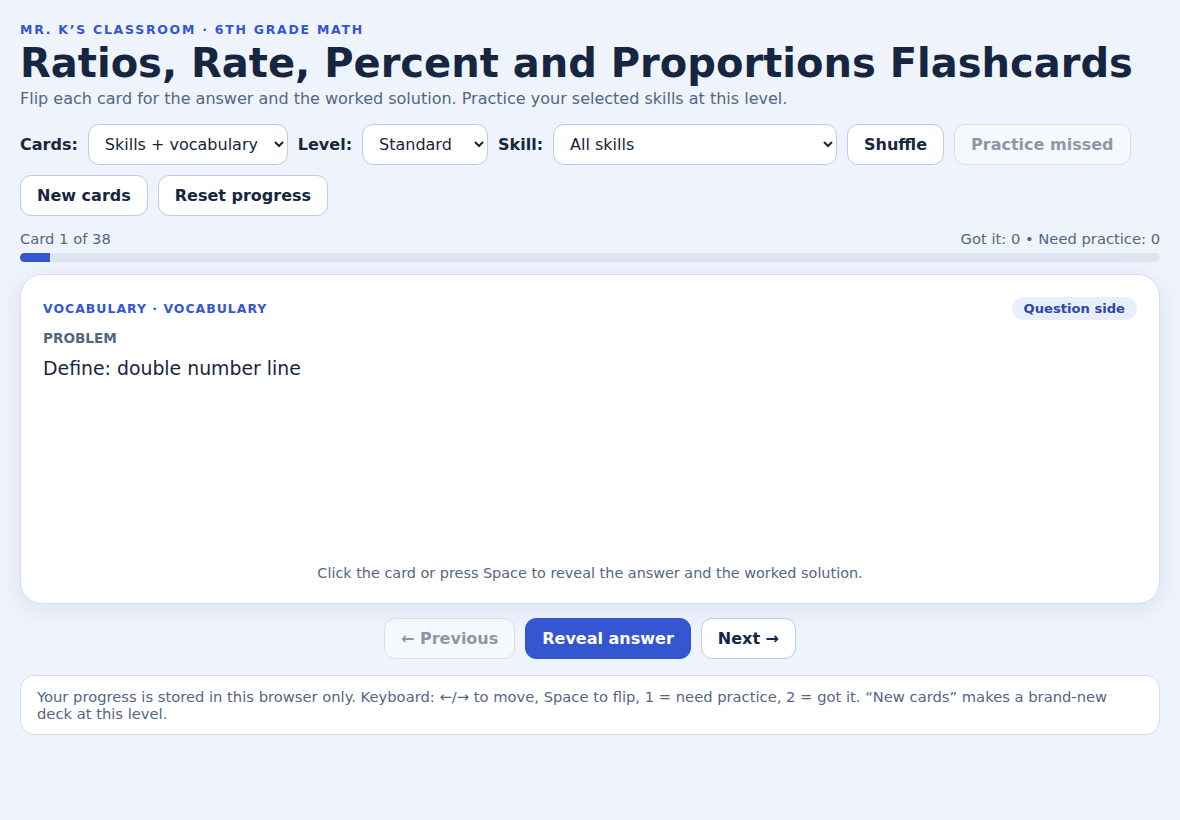 MR. K’S CLASSROOM · 6TH GRADE MATH
Ratios, Rate, Percent and Proportions Flashcards
Flip each card for the answer and the worked solution. Practice your selected skills at this level.
Cards: Skills + vocabulary Level: Standard Skill: All skills Shuffle Practice missed
New cards Reset progress
Card 1 of 38 Got it: 0 • Need practice: 0
VOCABULARY · VOCABULARY Question side
PROBLEM
Define: double number line
Click the card or press Space to reveal the answer and the worked solution.
← Previous Reveal answer Next →
Your progress is stored in this browser only. Keyboard: ←/→ to move, Space to flip, 1 = need practice, 2 = got it. “New cards” makes a brand-new
deck at this level.